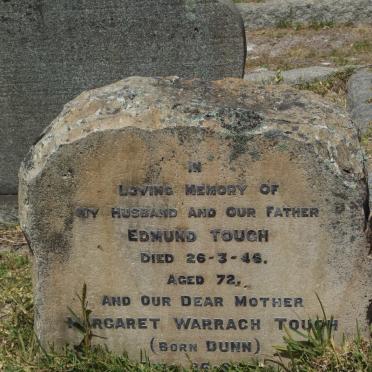 IN
LOVING MEMORY OF
MY HUSBAND AND OUR FATHER
EDMUND TOUGH
DIED 26-3-46.
AGED 72,
AND OUR DEAR MOTHER
MARGARET WARRACH TOUGH
(BORN DUNN)